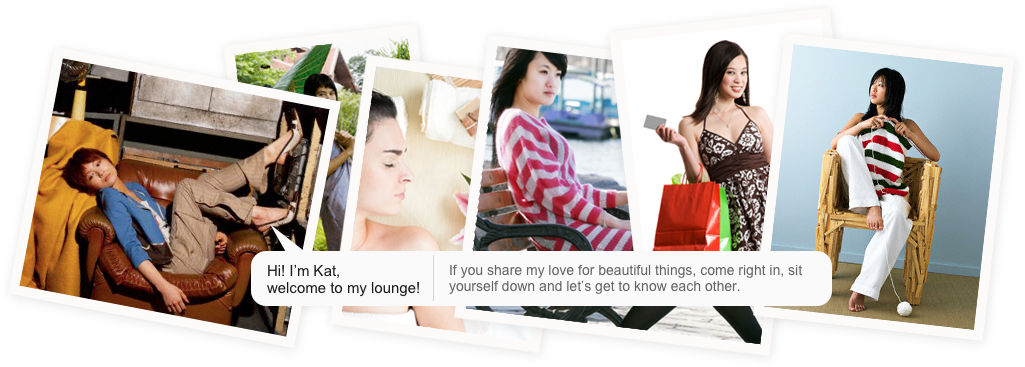 Hi! I'm Kat,
welcome to my lounge!
If you share my love for beautiful things, come right in, sit
yourself down and let's get to know each other.